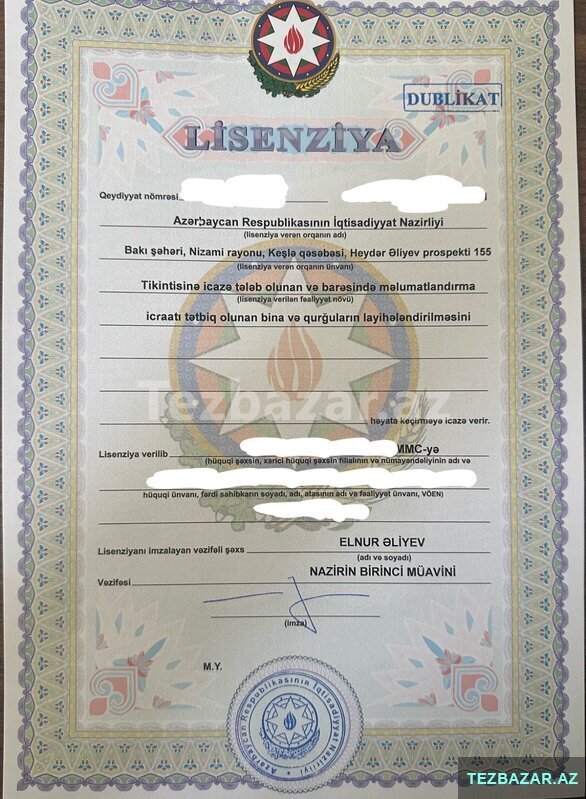 DUBLİKAT
LİSENZİYA
Qeydiyyat nömrəsi
Azərbaycan Respublikasının İqtisadiyyat Nazirliyi
(lisenziya verən orqanın adı)
Bakı şəhəri, Nizami rayonu, Keşlə qəsəbəsi, Heydər Əliyev prospekti 155
(lisenziya verən orqanın ünvanı)
Tikintisinə icazə tələb olunan və barəsində məlumatlandırma
(lisenziya verilən fəaliyyət növü)
icraatı tətbiq olunan bina və qurğuların layihələndirilməsini
Tezbazar.az
həyata keçirməyə icazə verir.
Lisenziya verilib MMC-yə
(hüquqi şəxsin, xarici hüquqi şəxsin filialının və nümayəndəliyinin adı və
hüquqi ünvanı, fərdi sahibkarın soyadı, adı, atasının adı və fəaliyyət ünvanı, VÖEN)
Lisenziyanı imzalayan vəzifəli şəxs ELNUR ƏLİYEV
(adı və soyadı)
Vəzifəsi NAZİRİN BİRİNCİ MÜAVİNİ
(imza)
M.Y.
Azərbaycan Respublikasının İqtisadiyyat Nazirliyi
TEZBAZAR.AZ